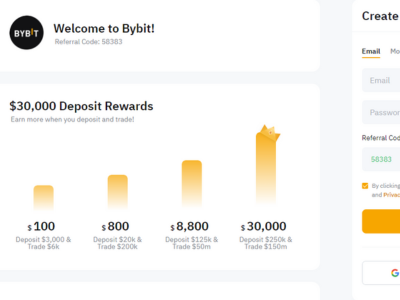 BYBIT
Welcome to Bybit!
Referral Code: 58383
$30,000 Deposit Rewards
Earn more when you deposit and trade!
$ 100
Deposit $3,000 &
Trade $6k
$ 800
Deposit $20k &
Trade $200k
$ 8,800
Deposit $125k &
Trade $50m
$ 30,000
Deposit $250k &
Trade $150m
Create
Email Mo
Email
Passwor
Referral Cod
58383
By clicking
and Privac
G